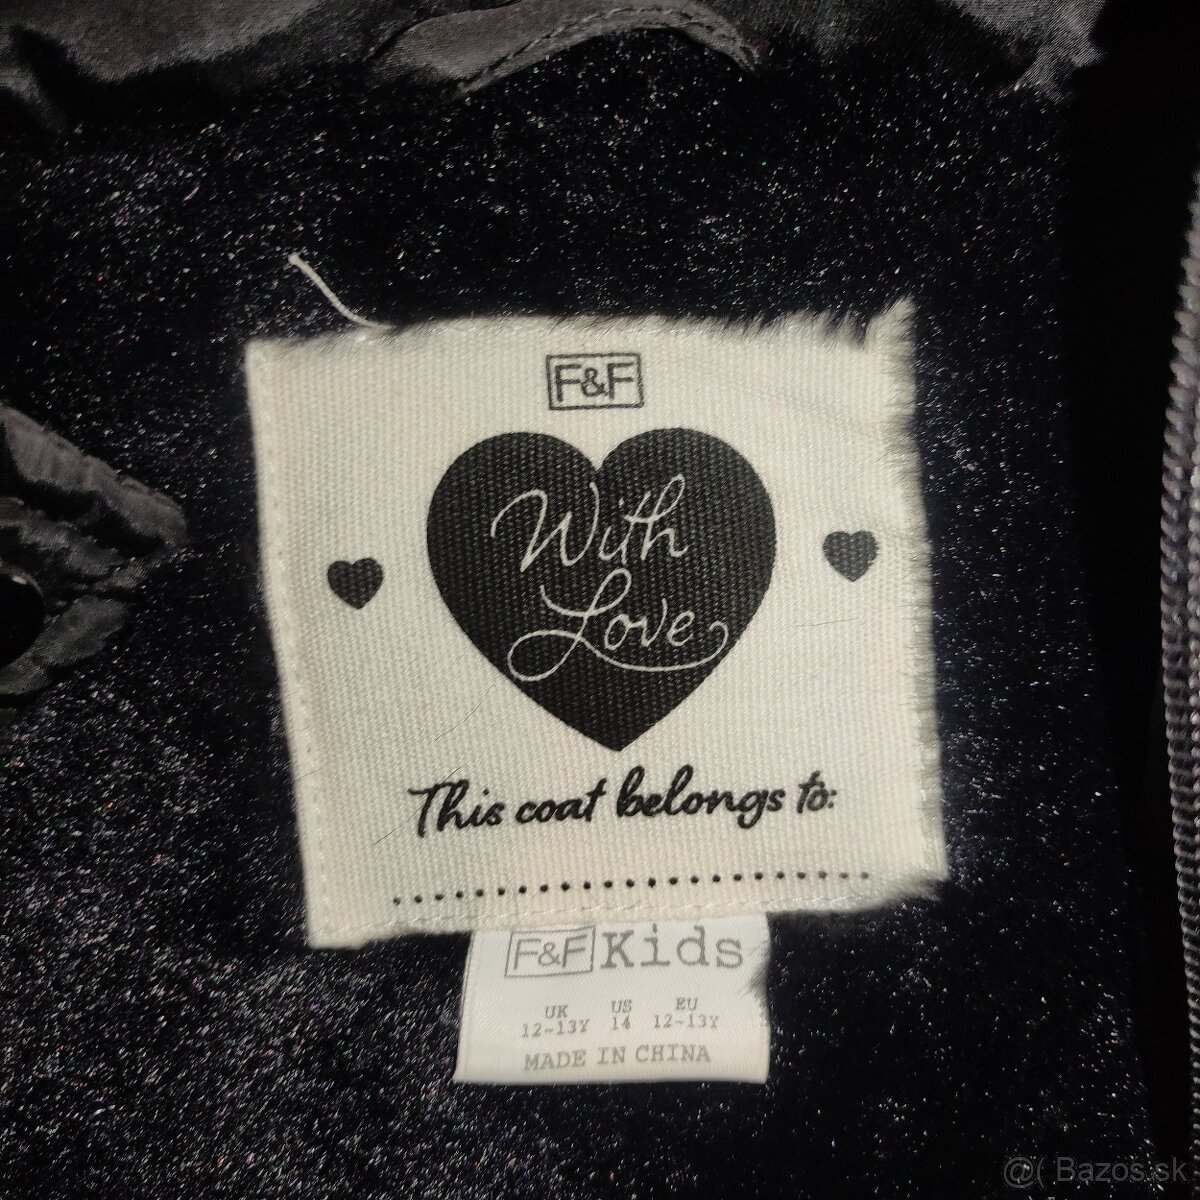 F&F
With
Love
This coat belongs to:
F&F Kids
UK US EU
12-13Y 14 12-13Y
MADE IN CHINA
@( Bazos.sk